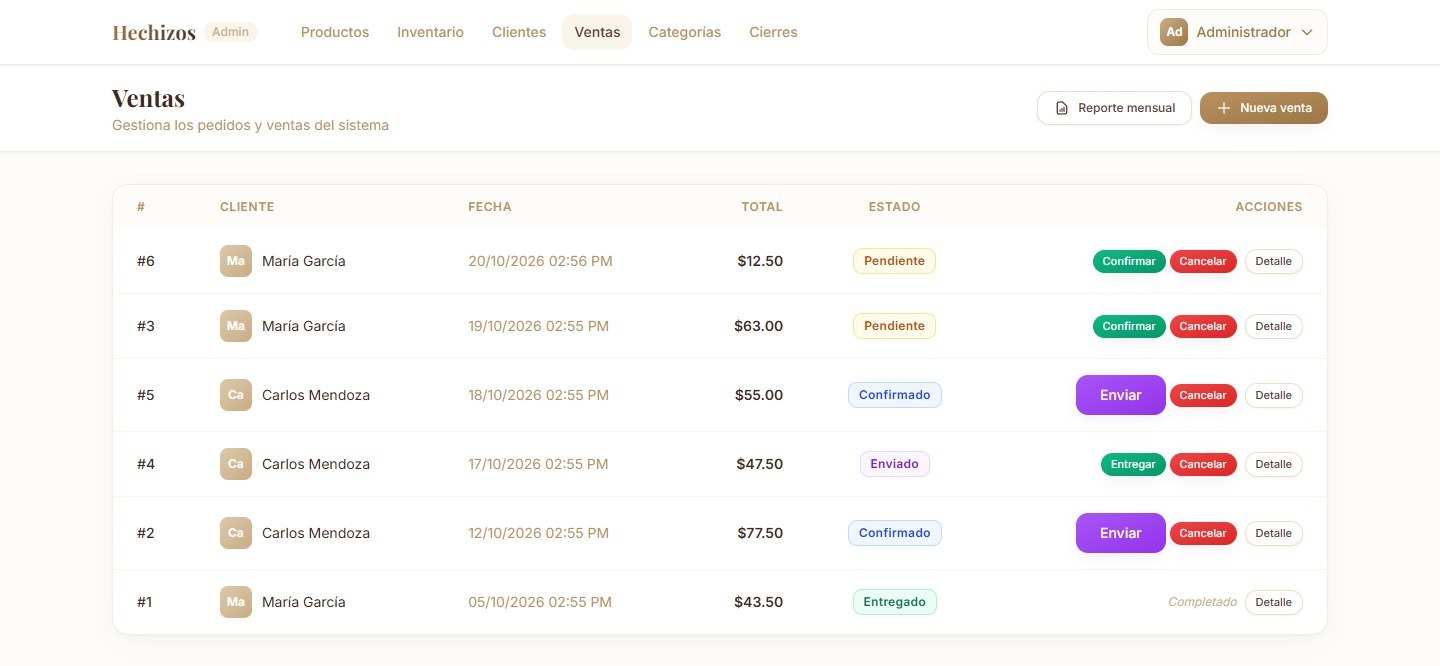 Hechizos Admin Productos Inventario Clientes Ventas Categorías Cierres Ad Administrador
Ventas
Gestiona los pedidos y ventas del sistema
Reporte mensual Nueva venta
# CLIENTE FECHA TOTAL ESTADO ACCIONES
#6 Ma María García 20/10/2026 02:56 PM $12.50 Pendiente Confirmar Cancelar Detalle
#3 Ma María García 19/10/2026 02:55 PM $63.00 Pendiente Confirmar Cancelar Detalle
#5 Ca Carlos Mendoza 18/10/2026 02:55 PM $55.00 Confirmado Enviar Cancelar Detalle
#4 Ca Carlos Mendoza 17/10/2026 02:55 PM $47.50 Enviado Entregar Cancelar Detalle
#2 Ca Carlos Mendoza 12/10/2026 02:55 PM $77.50 Confirmado Enviar Cancelar Detalle
#1 Ma María García 05/10/2026 02:55 PM $43.50 Entregado Completado Detalle